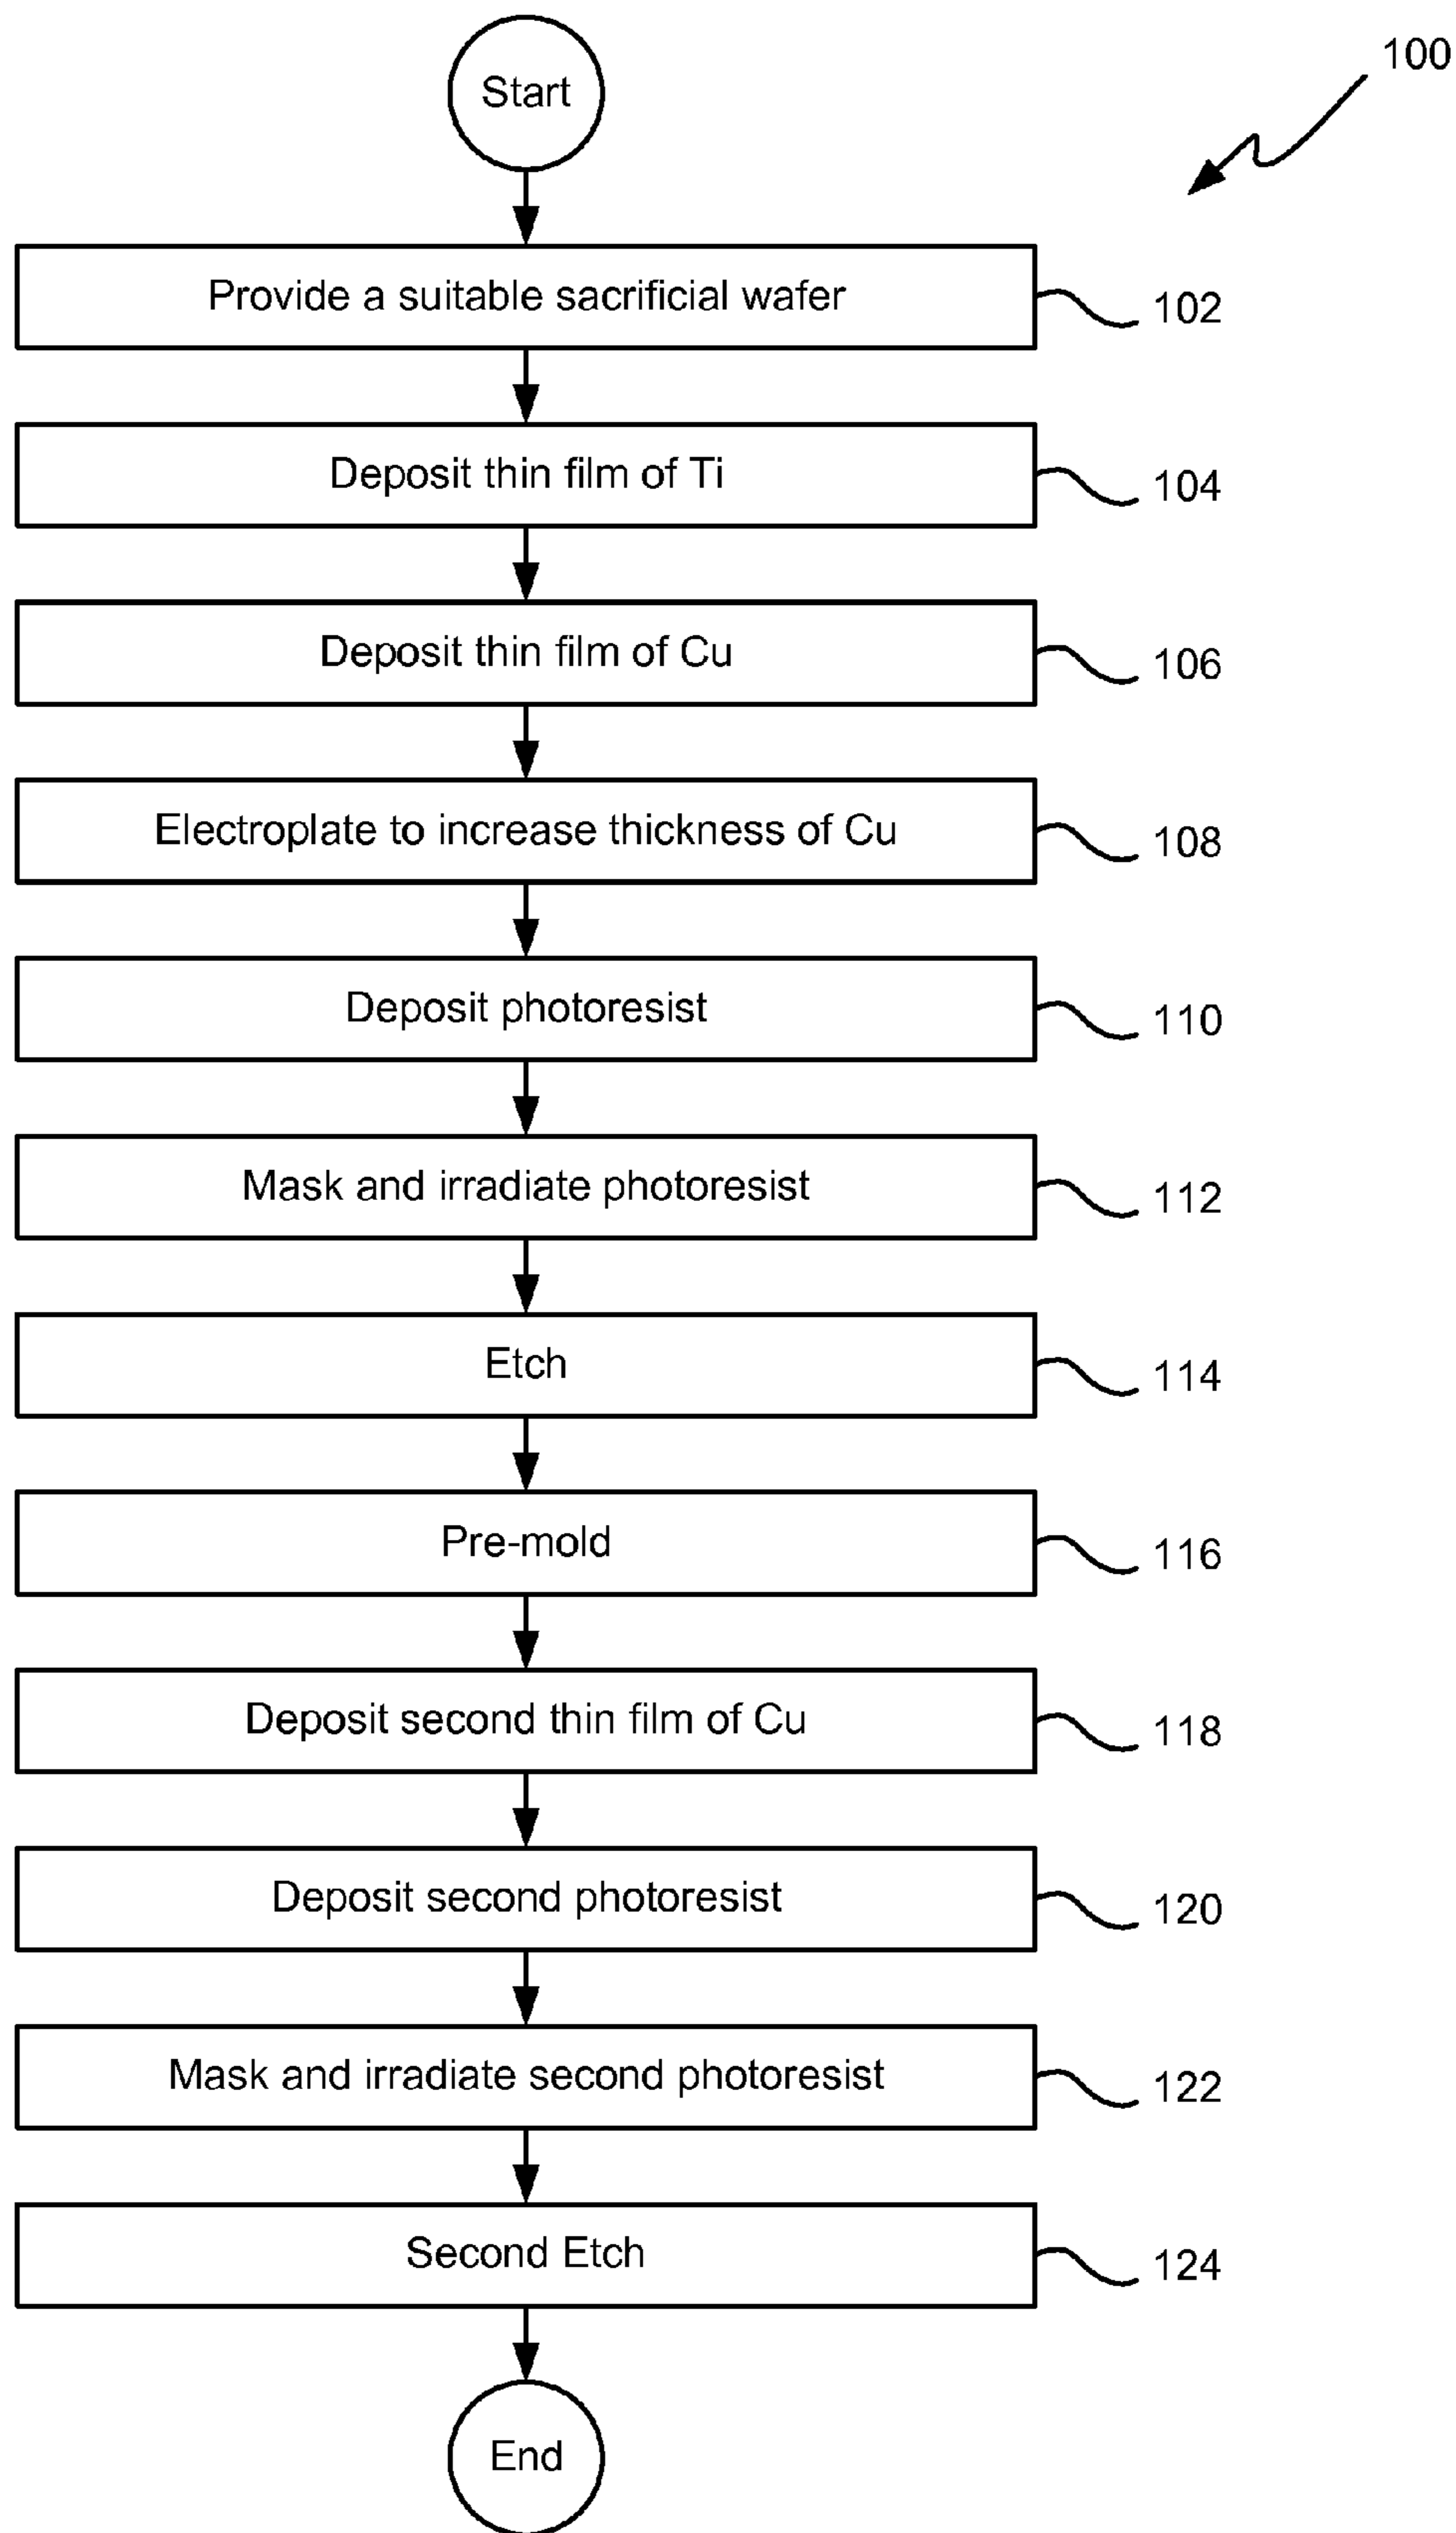 Start
100
Provide a suitable sacrificial wafer
102
Deposit thin film of Ti
104
Deposit thin film of Cu
106
Electroplate to increase thickness of Cu
108
Deposit photoresist
110
Mask and irradiate photoresist
112
Etch
114
Pre-mold
116
Deposit second thin film of Cu
118
Deposit second photoresist
120
Mask and irradiate second photoresist
122
Second Etch
124
End